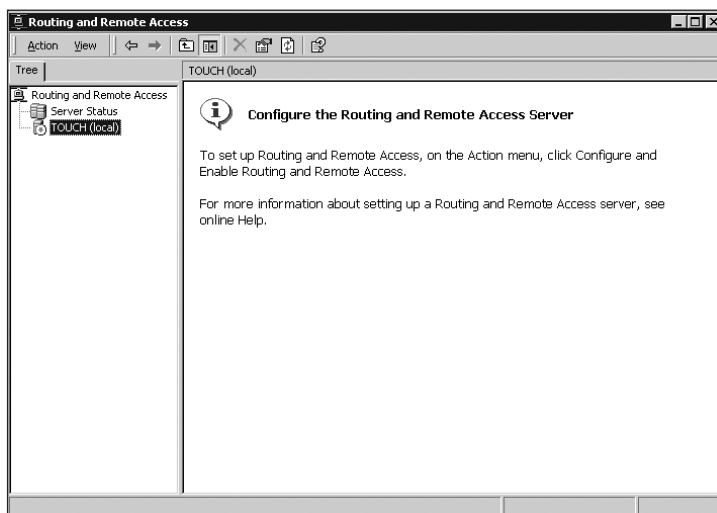 Routing and Remote Access
Action View
Tree
TOUCH (local)
Routing and Remote Access
Server Status
TOUCH (local)
Configure the Routing and Remote Access Server
To set up Routing and Remote Access, on the Action menu, click Configure and
Enable Routing and Remote Access.
For more information about setting up a Routing and Remote Access server, see
online Help.